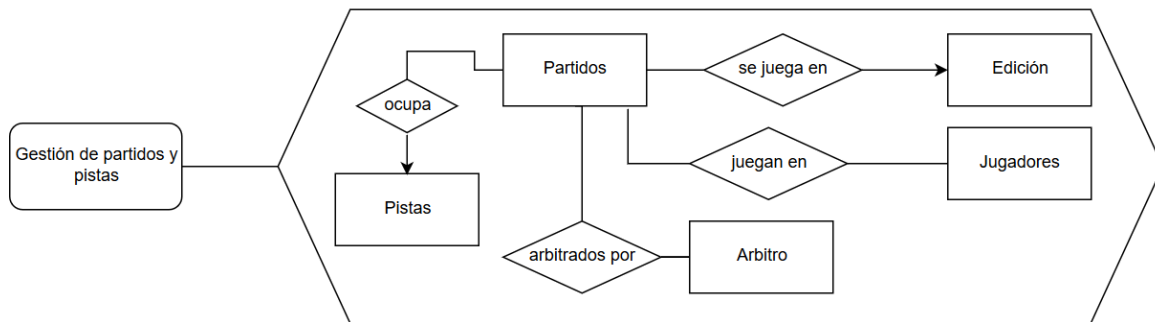 Partidos
se juega en
Edición
ocupa
Gestión de partidos y
pistas
juegan en
Jugadores
Pistas
arbitrados por
Arbitro